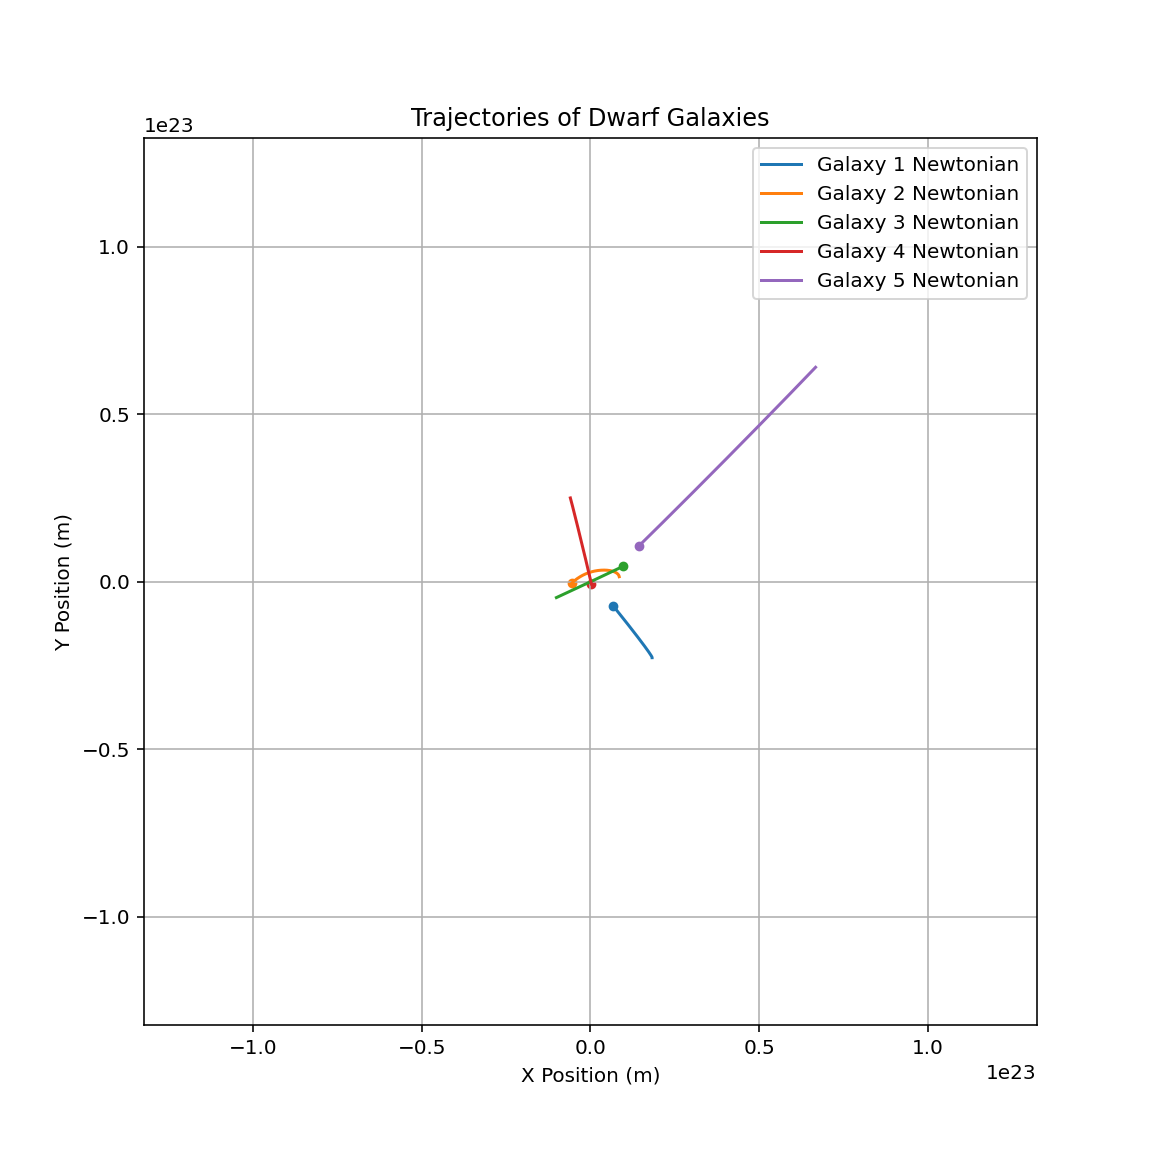 Trajectories of Dwarf Galaxies
1e23
Galaxy 1 Newtonian
Galaxy 2 Newtonian
Galaxy 3 Newtonian
Galaxy 4 Newtonian
Galaxy 5 Newtonian
1.0
0.5
0.0
−0.5
−1.0
Y Position (m)
−1.0 −0.5 0.0 0.5 1.0
1e23
X Position (m)